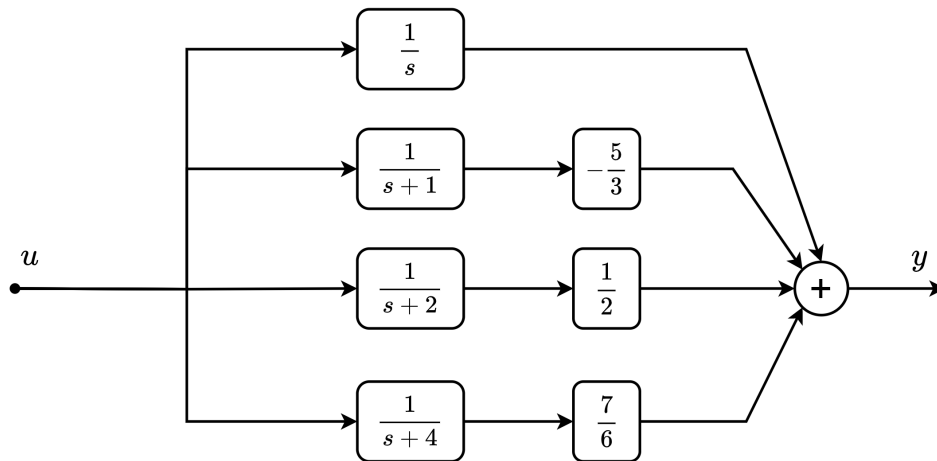 1/s
1/(s + 1)
−5/3
u
1/(s + 2)
1/2
+
y
1/(s + 4)
7/6